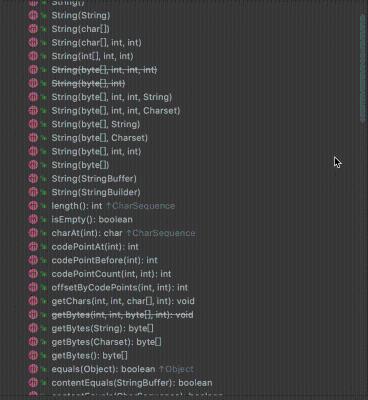 String()
String(String)
String(char[])
String(char[], int, int)
String(int[], int, int)
String(byte[], int, int, int)
String(byte[], int)
String(byte[], int, int, String)
String(byte[], int, int, Charset)
String(byte[], String)
String(byte[], Charset)
String(byte[], int, int)
String(byte[])
String(StringBuffer)
String(StringBuilder)
length(): int ↑CharSequence
isEmpty(): boolean
charAt(int): char ↑CharSequence
codePointAt(int): int
codePointBefore(int): int
codePointCount(int, int): int
offsetByCodePoints(int, int): int
getChars(int, int, char[], int): void
getBytes(int, int, byte[], int): void
getBytes(String): byte[]
getBytes(Charset): byte[]
getBytes(): byte[]
equals(Object): boolean ↑Object
contentEquals(StringBuffer): boolean
contentEquals(CharSequence): boolean